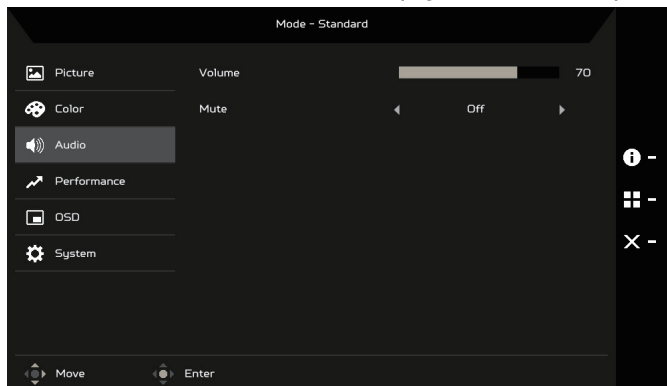 Mode - Standard
Picture
Volume
70
Color
Mute
Off
Audio
Performance
OSD
System
Move
Enter